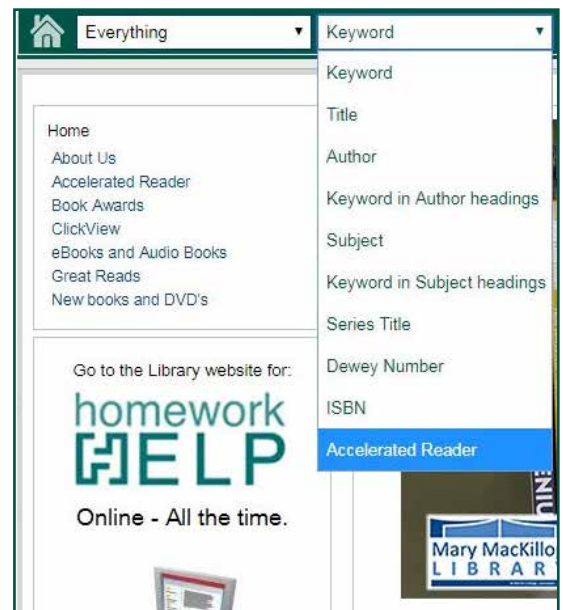 Everything
Keyword
Keyword
Title
Author
Keyword in Author headings
Subject
Keyword in Subject headings
Series Title
Dewey Number
ISBN
Accelerated Reader
Home
About Us
Accelerated Reader
Book Awards
ClickView
eBooks and Audio Books
Great Reads
New books and DVD's
Go to the Library website for:
homework
HELP
Online - All the time.
Mary MacKillo
LIBRAR